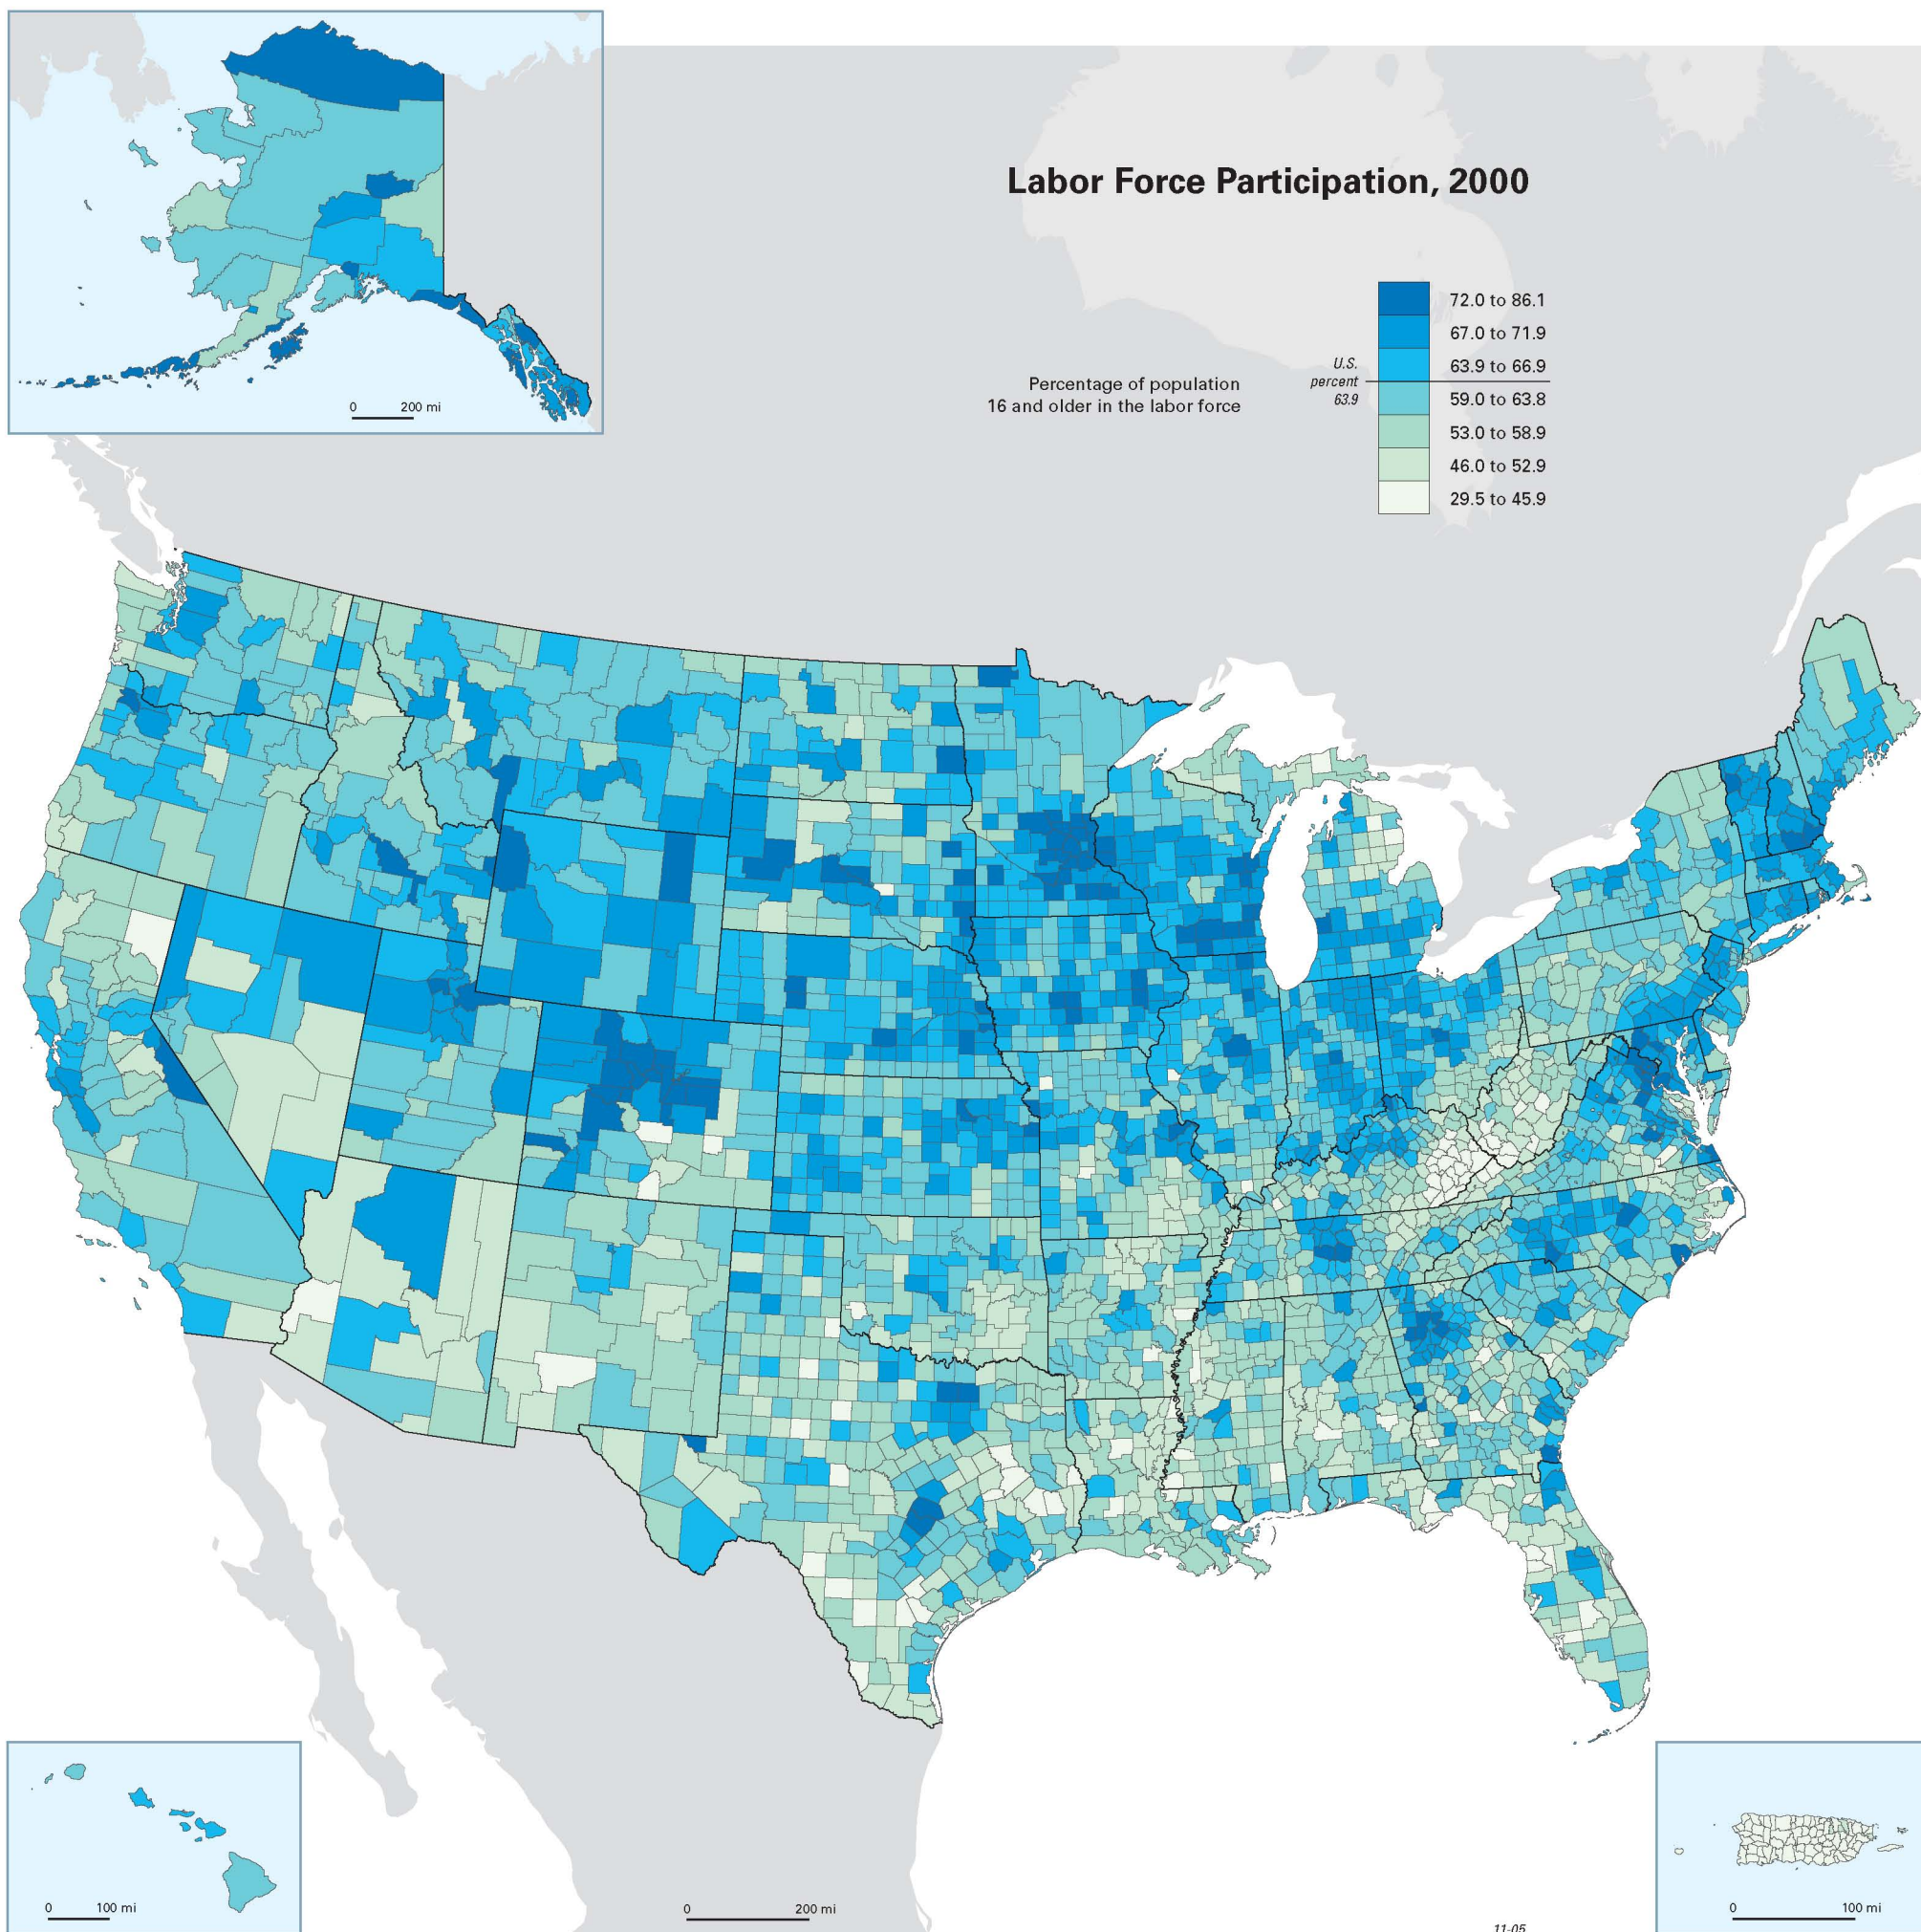 Labor Force Participation, 2000
72.0 to 86.1
67.0 to 71.9
63.9 to 66.9
59.0 to 63.8
53.0 to 58.9
46.0 to 52.9
29.5 to 45.9
U.S.
percent
63.9
Percentage of population
16 and older in the labor force
0 200 mi
0 100 mi
0 200 mi
11-05
0 100 mi